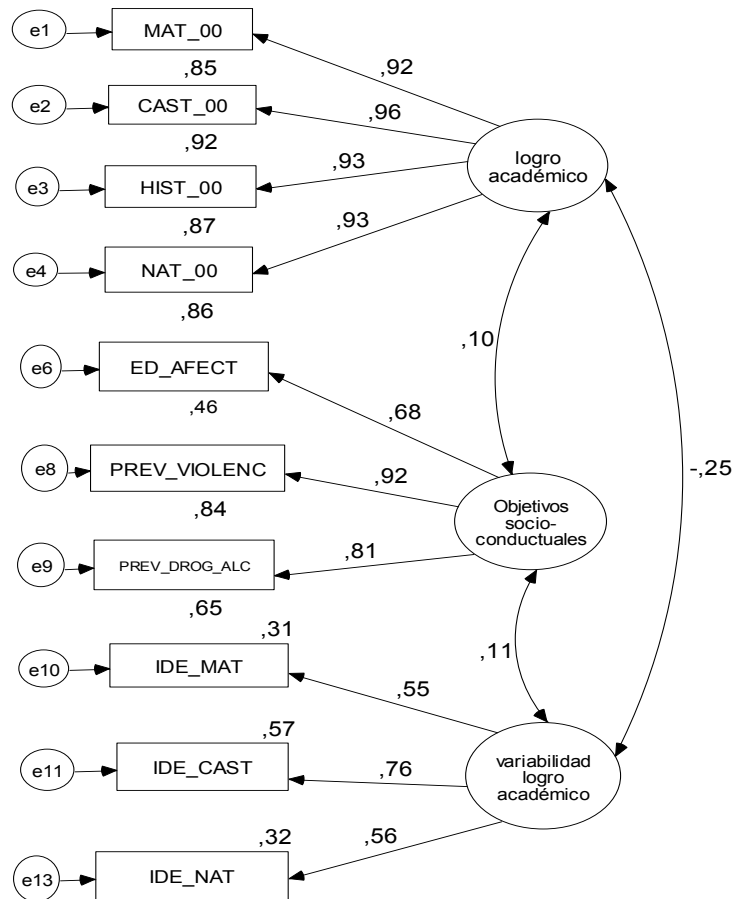 e1
MAT_00
,85
,92
e2
CAST_00
,92
,96
e3
HIST_00
,87
,93
e4
NAT_00
,86
,93
logro
académico
,10
-,25
e6
ED_AFECT
,46
,68
e8
PREV_VIOLENC
,84
,92
e9
PREV_DROG_ALC
,65
,81
Objetivos
socio-
conductuales
,11
,31
e10
IDE_MAT
,55
,57
e11
IDE_CAST
,76
,32
e13
IDE_NAT
,56
variabilidad
logro
académico